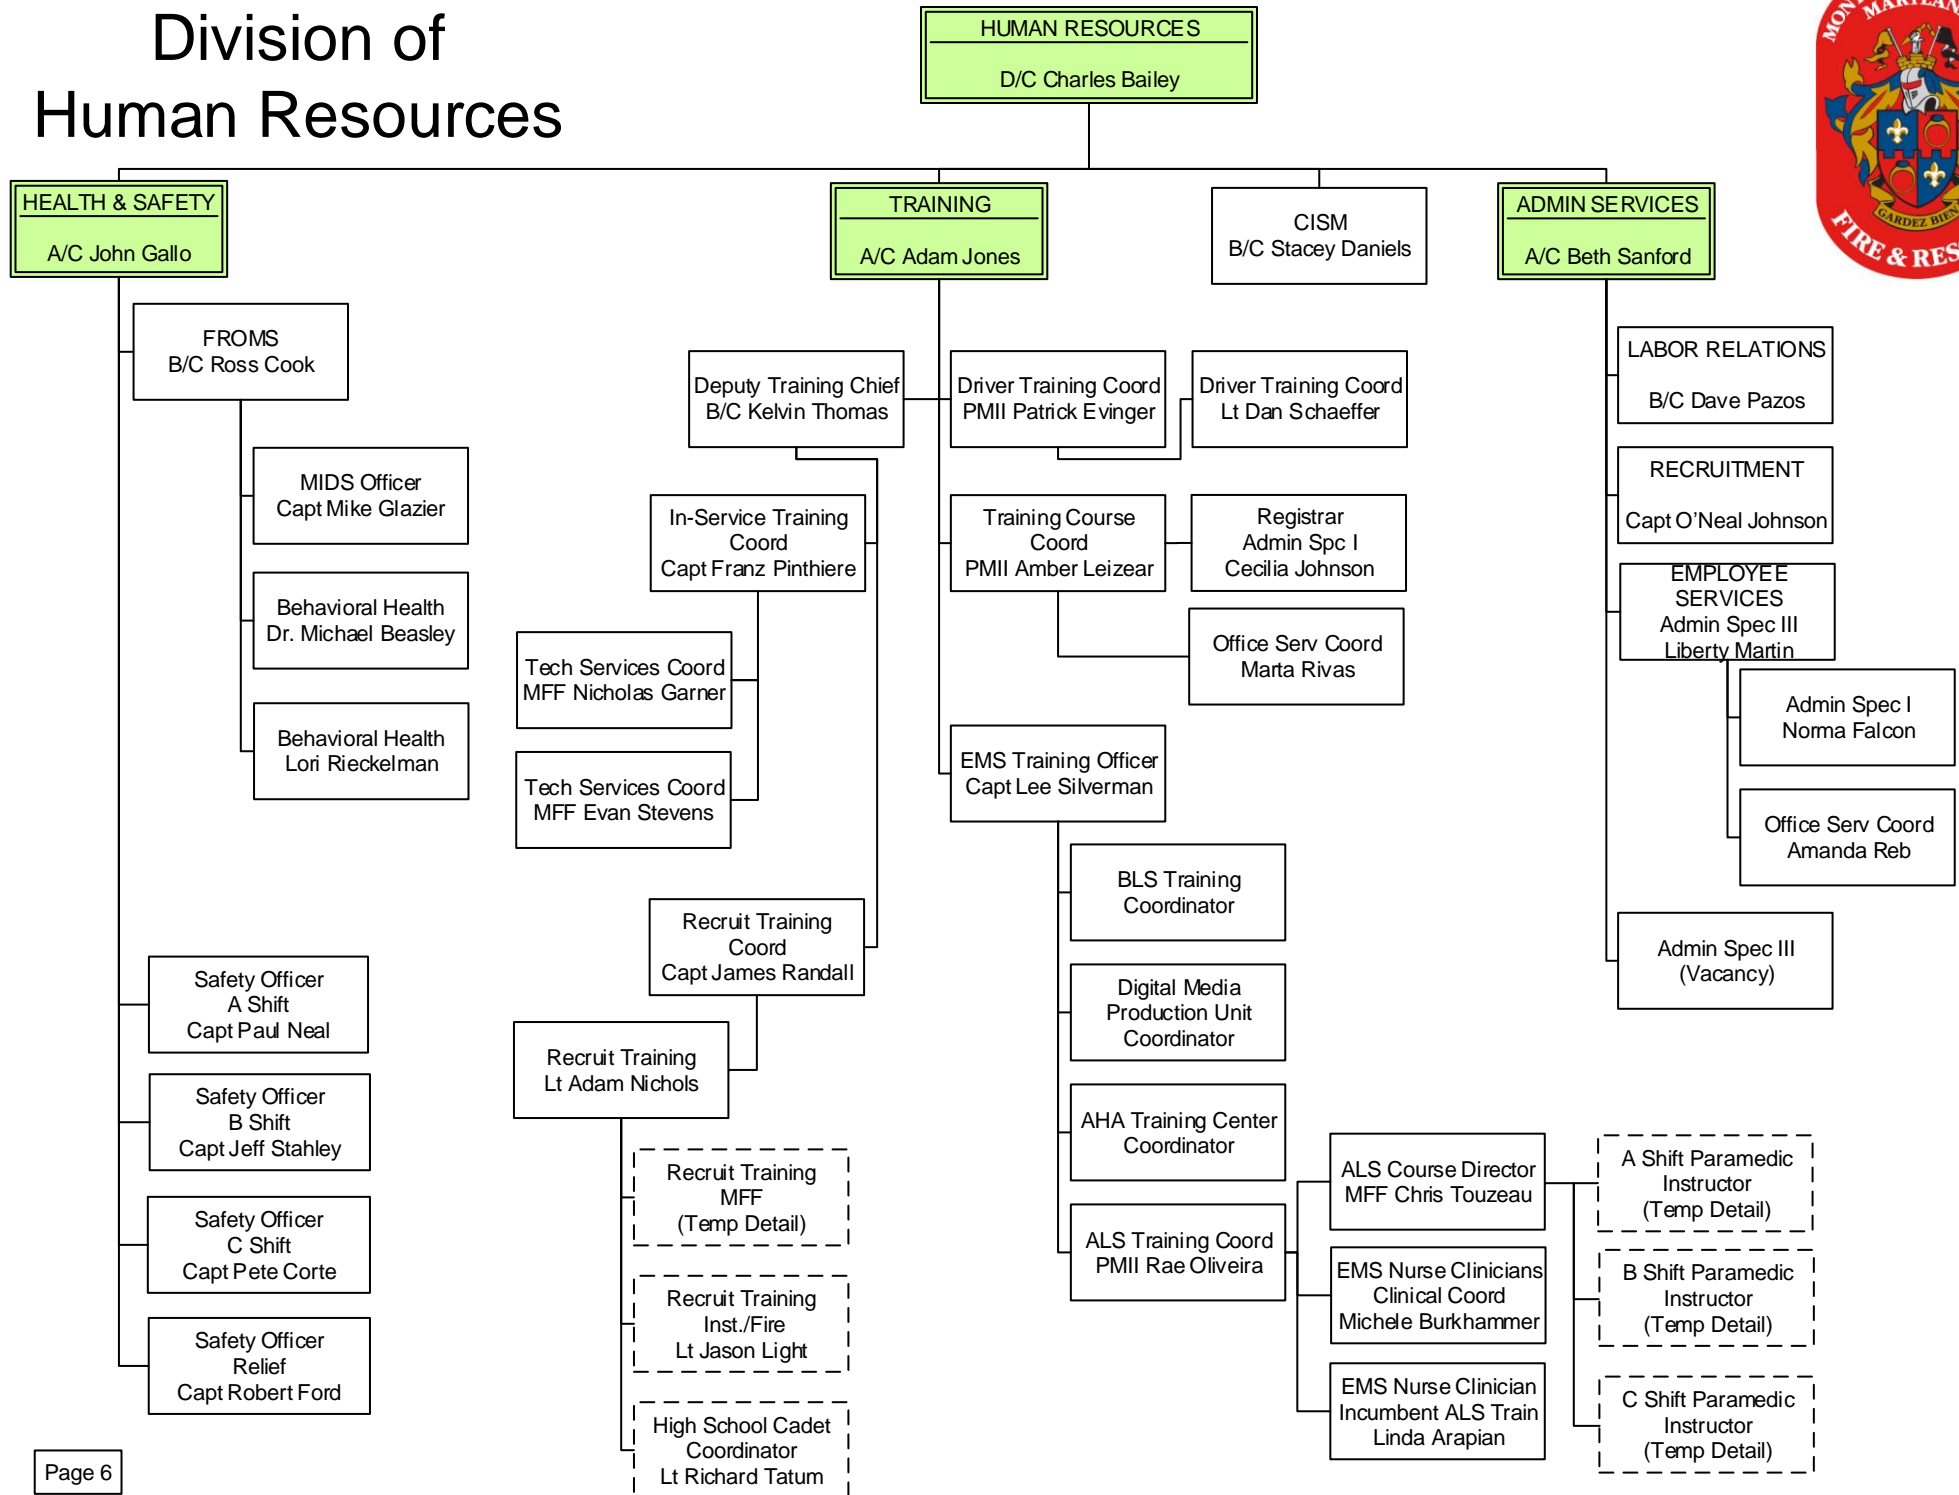 Division of
Human Resources
HUMAN RESOURCES
D/C Charles Bailey
MARYLAND
GARDEZ BIEN
FIRE & RES
HEALTH & SAFETY
A/C John Gallo
TRAINING
A/C Adam Jones
CISM
B/C Stacey Daniels
ADMIN SERVICES
A/C Beth Sanford
FROMS
B/C Ross Cook
MIDS Officer
Capt Mike Glazier
Behavioral Health
Dr. Michael Beasley
Behavioral Health
Lori Rieckelman
Safety Officer
A Shift
Capt Paul Neal
Safety Officer
B Shift
Capt Jeff Stahley
Safety Officer
C Shift
Capt Pete Corte
Safety Officer
Relief
Capt Robert Ford
Deputy Training Chief
B/C Kelvin Thomas
In-Service Training
Coord
Capt Franz Pinthiere
Tech Services Coord
MFF Nicholas Garner
Tech Services Coord
MFF Evan Stevens
Recruit Training
Coord
Capt James Randall
Recruit Training
Lt Adam Nichols
Recruit Training
MFF
(Temp Detail)
Recruit Training
Inst./Fire
Lt Jason Light
High School Cadet
Coordinator
Lt Richard Tatum
Driver Training Coord
PMII Patrick Evinger
Driver Training Coord
Lt Dan Schaeffer
Training Course
Coord
PMII Amber Leizear
Registrar
Admin Spc I
Cecilia Johnson
Office Serv Coord
Marta Rivas
EMS Training Officer
Capt Lee Silverman
BLS Training
Coordinator
Digital Media
Production Unit
Coordinator
AHA Training Center
Coordinator
ALS Training Coord
PMII Rae Oliveira
ALS Course Director
MFF Chris Touzeau
EMS Nurse Clinicians
Clinical Coord
Michele Burkhammer
EMS Nurse Clinician
Incumbent ALS Train
Linda Arapian
A Shift Paramedic
Instructor
(Temp Detail)
B Shift Paramedic
Instructor
(Temp Detail)
C Shift Paramedic
Instructor
(Temp Detail)
LABOR RELATIONS
B/C Dave Pazos
RECRUITMENT
Capt O’Neal Johnson
EMPLOYEE
SERVICES
Admin Spec III
Liberty Martin
Admin Spec I
Norma Falcon
Office Serv Coord
Amanda Reb
Admin Spec III
(Vacancy)
Page 6